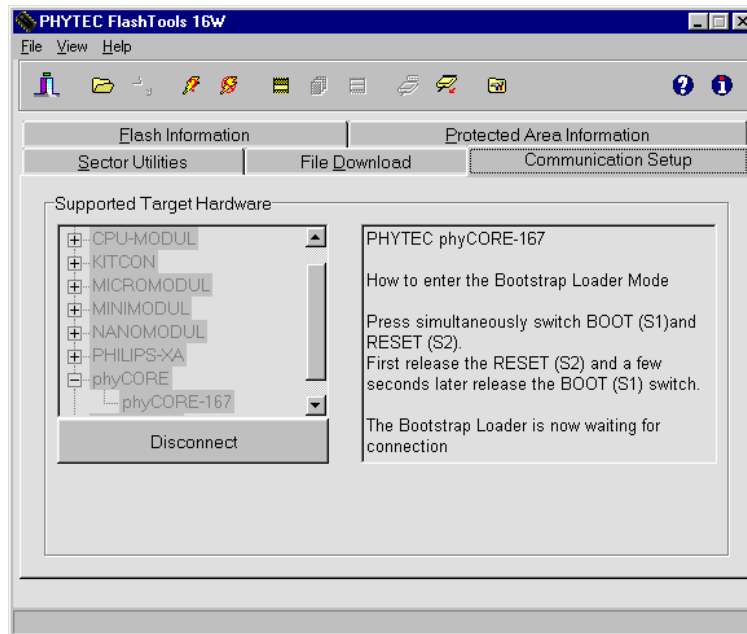 PHYTEC FlashTools 16W
File View Help
Flash Information
Protected Area Information
Sector Utilities
File Download
Communication Setup
Supported Target Hardware
CPU-MODUL
KITCON
MICROMODUL
MINIMODUL
NANOMODUL
PHILIPS-XA
phyCORE
phyCORE-167
Disconnect
PHYTEC phyCORE-167
How to enter the Bootstrap Loader Mode
Press simultaneously switch BOOT (S1)and
RESET (S2).
First release the RESET (S2) and a few
seconds later release the BOOT (S1) switch.
The Bootstrap Loader is now waiting for
connection